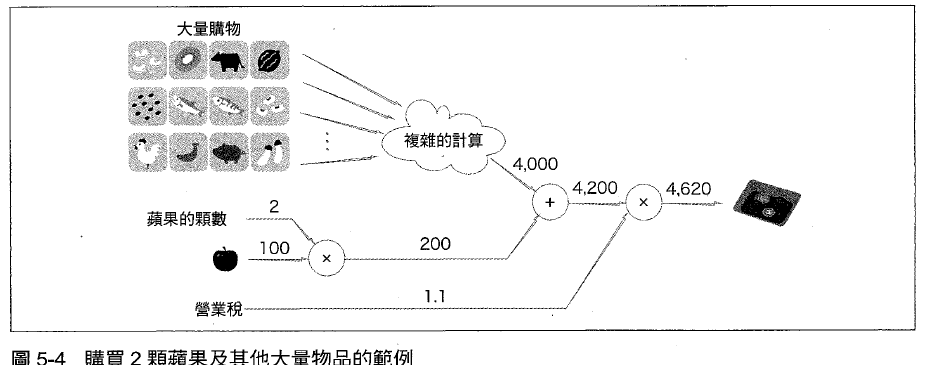 大量購物
複雜的計算
4,000
+
4,200
×
4,620
蘋果的顆數
2
100
×
200
營業稅
1.1
圖 5-4 購買 2 顆蘋果及其他大量物品的範例